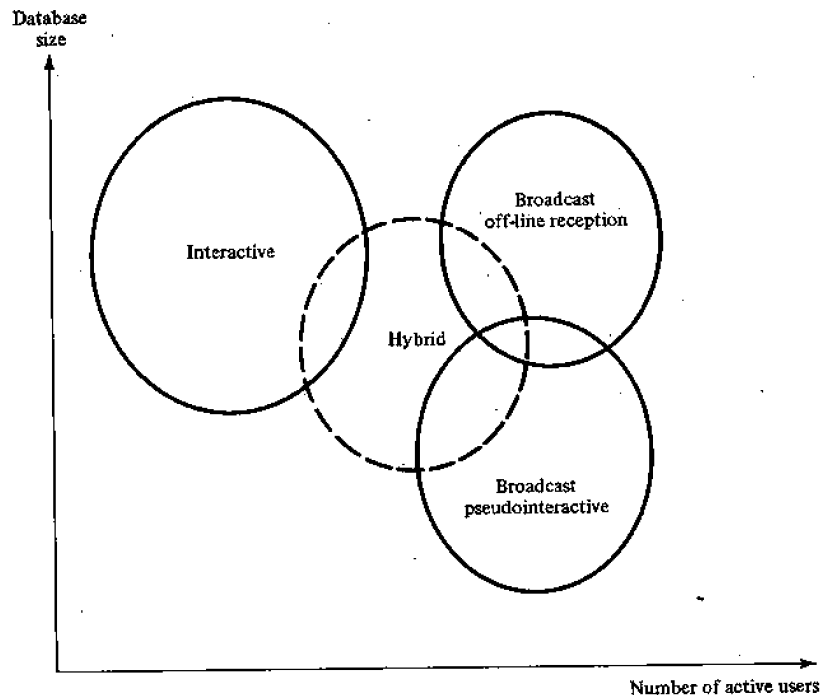 Database
size
Broadcast
off-line reception
Interactive
Hybrid
Broadcast
pseudointeractive
Number of active users